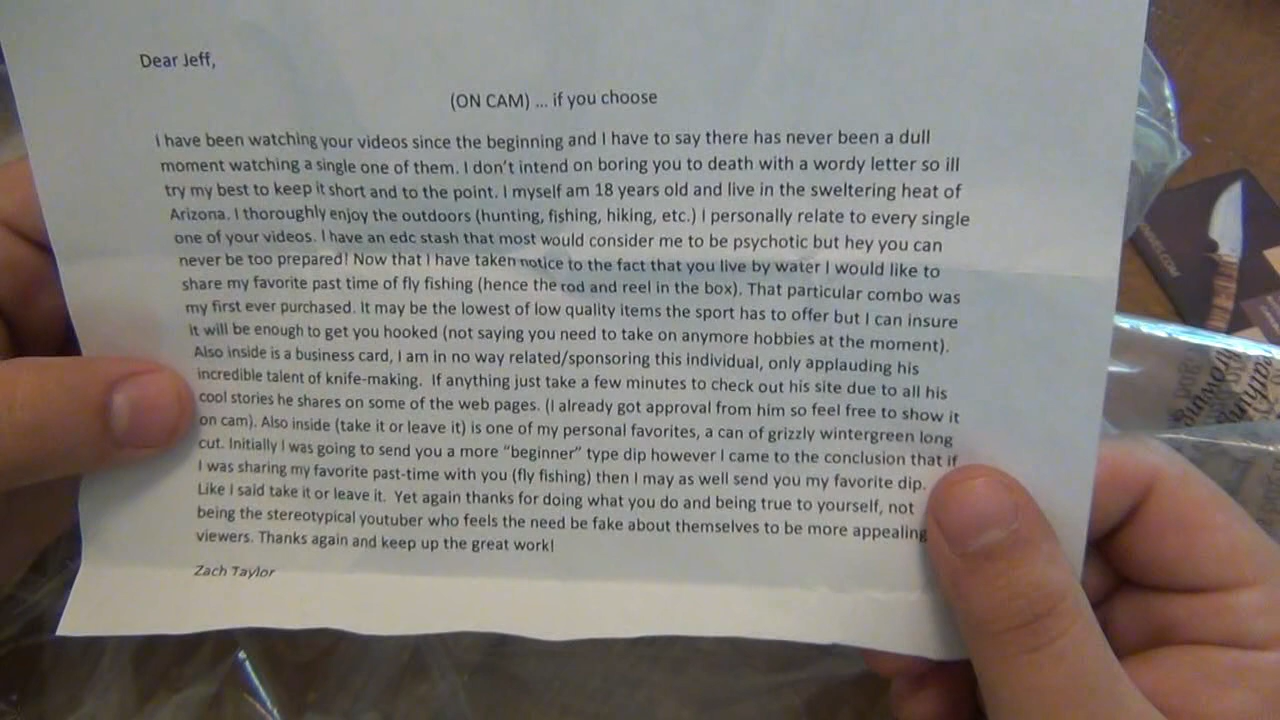 Dear Jeff,
(ON CAM) ... if you choose
I have been watching your videos since the beginning and I have to say there has never been a dull
moment watching a single one of them. I don't intend on boring you to death with a wordy letter so ill
try my best to keep it short and to the point. I myself am 18 years old and live in the sweltering heat of
Arizona. I thoroughly enjoy the outdoors (hunting, fishing, hiking, etc.) I personally relate to every single
one of your videos. I have an edc stash that most would consider me to be psychotic but hey you can
never be too prepared! Now that I have taken notice to the fact that you live by water I would like to
share my favorite past time of fly fishing (hence the rod and reel in the box). That particular combo was
my first ever purchased. It may be the lowest of low quality items the sport has to offer but I can insure
it will be enough to get you hooked (not saying you need to take on anymore hobbies at the moment).
Also inside is a business card, I am in no way related/sponsoring this individual, only applauding his
incredible talent of knife-making. If anything just take a few minutes to check out his site due to all his
cool stories he shares on some of the web pages. (I already got approval from him so feel free to show it
on cam). Also inside (take it or leave it) is one of my personal favorites, a can of grizzly wintergreen long
cut. Initially I was going to send you a more "beginner" type dip however I came to the conclusion that if
I was sharing my favorite past-time with you (fly fishing) then I may as well send you my favorite dip.
Like I said take it or leave it. Yet again thanks for doing what you do and being true to yourself, not
being the stereotypical youtuber who feels the need be fake about themselves to be more appealing
viewers. Thanks again and keep up the great work!
Zach Taylor